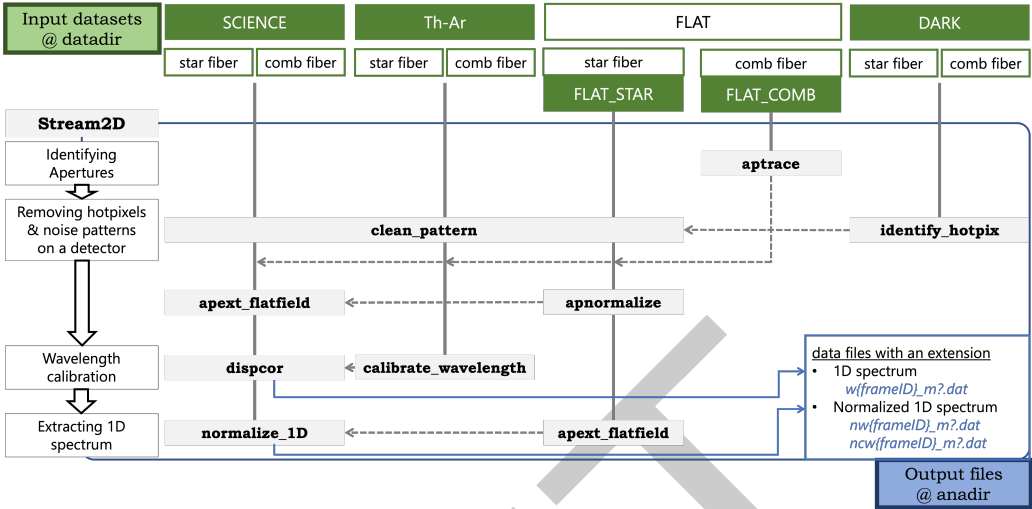 Input datasets
@ datadir
SCIENCE
Th-Ar
FLAT
DARK
star fiber
comb fiber
star fiber
comb fiber
star fiber
comb fiber
star fiber
comb fiber
FLAT_STAR
FLAT_COMB
Stream2D
Identifying
Apertures
aptrace
Removing hotpixels
& noise patterns
on a detector
clean_pattern
identify_hotpix
apext_flatfield
apnormalize
Wavelength
calibration
dispcor
calibrate_wavelength
Extracting 1D
spectrum
normalize_1D
apext_flatfield
data files with an extension
• 1D spectrum
w{frameID}_m?.dat
• Normalized 1D spectrum
nw{frameID}_m?.dat
ncw{frameID}_m?.dat
Output files
@ anadir